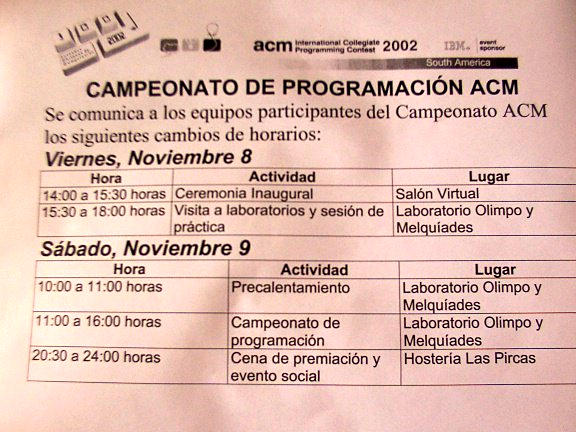 2002
acm International Collegiate Programming Contest 2002 IBM. event sponsor
South America
CAMPEONATO DE PROGRAMACIÓN ACM
Se comunica a los equipos participantes del Campeonato ACM
los siguientes cambios de horarios:
Viernes, Noviembre 8
Hora Actividad Lugar
14:00 a 15:30 horas Ceremonia Inaugural Salón Virtual
15:30 a 18:00 horas Visita a laboratorios y sesión de Laboratorio Olimpo y
práctica Melquíades
Sábado, Noviembre 9
Hora Actividad Lugar
10:00 a 11:00 horas Precalentamiento Laboratorio Olimpo y
Melquíades
11:00 a 16:00 horas Campeonato de Laboratorio Olimpo y
programación Melquíades
20:30 a 24:00 horas Cena de premiación y Hostería Las Pircas
evento social